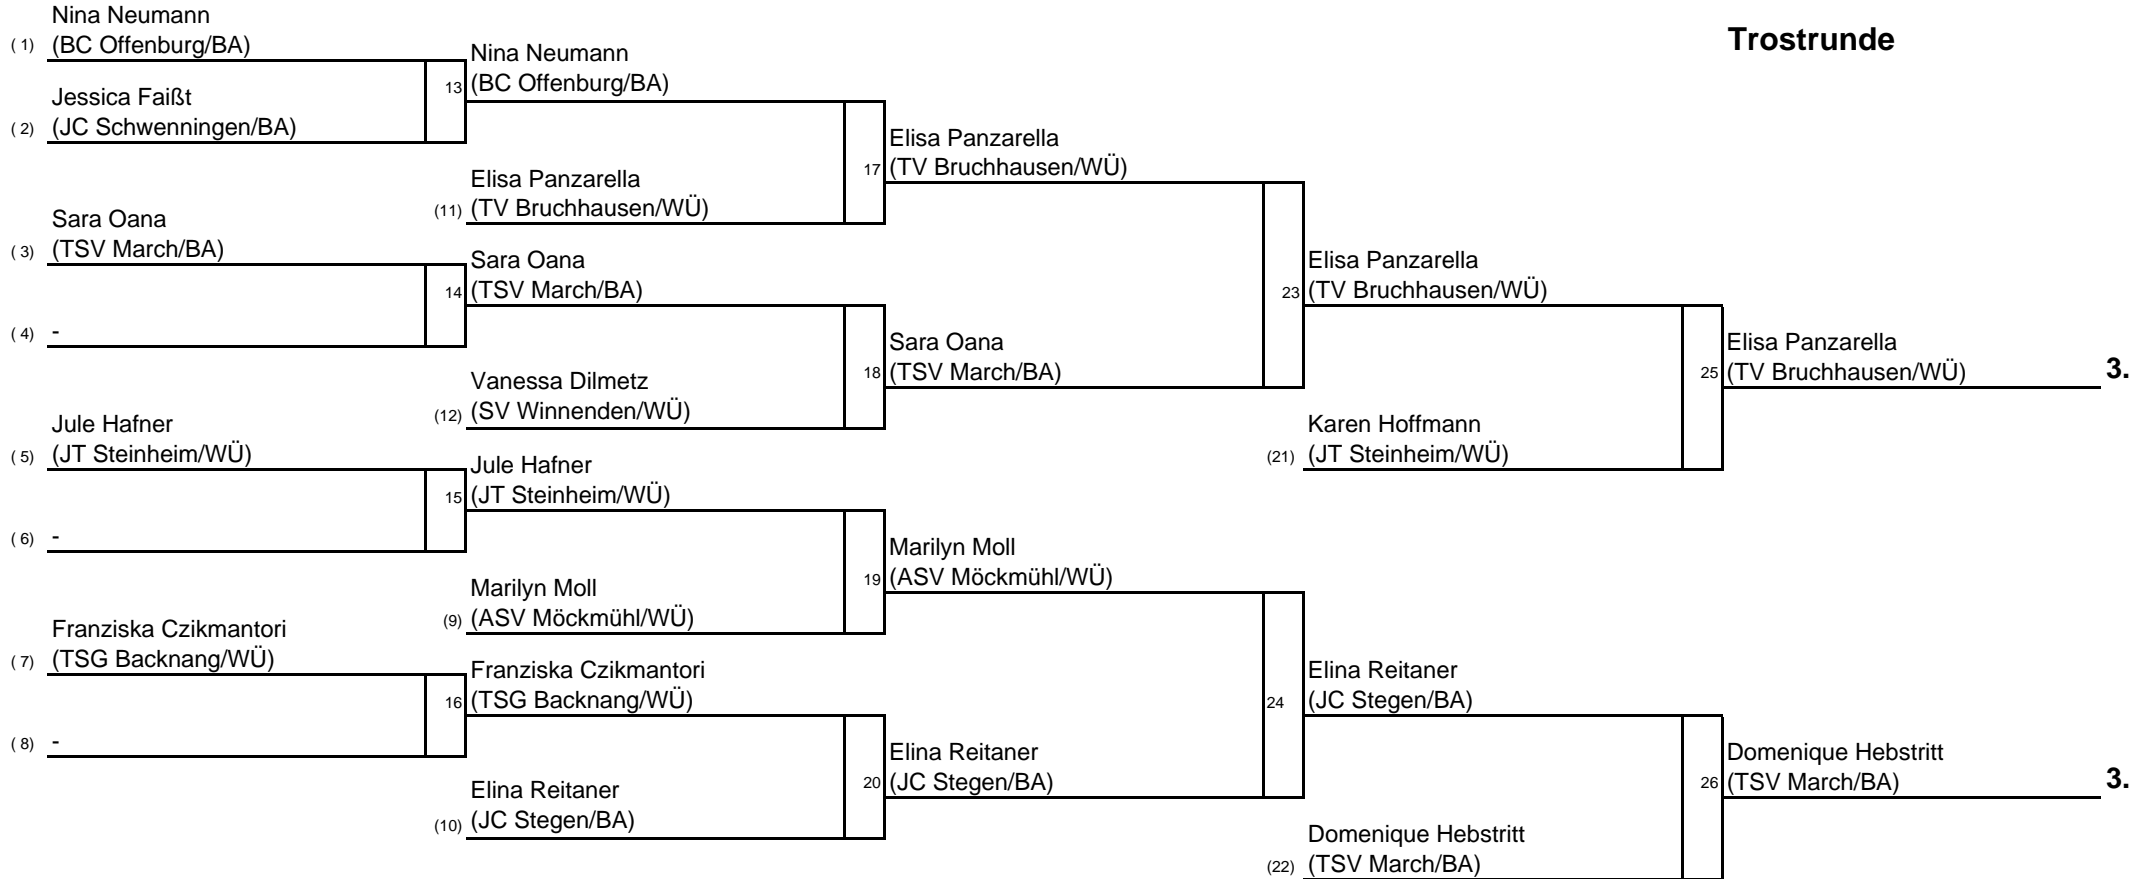 Trostrunde
Nina Neumann
( 1) (BC Offenburg/BA)
Jessica Faißt
( 2) (JC Schwenningen/BA)
Sara Oana
( 3) (TSV March/BA)
( 4) -
Jule Hafner
( 5) (JT Steinheim/WÜ)
( 6) -
Franziska Czikmantori
( 7) (TSG Backnang/WÜ)
( 8) -
Nina Neumann
13 (BC Offenburg/BA)
Elisa Panzarella
(11) (TV Bruchhausen/WÜ)
Sara Oana
14 (TSV March/BA)
Vanessa Dilmetz
(12) (SV Winnenden/WÜ)
Jule Hafner
15 (JT Steinheim/WÜ)
Marilyn Moll
(9) (ASV Möckmühl/WÜ)
Franziska Czikmantori
16 (TSG Backnang/WÜ)
Elina Reitaner
(10) (JC Stegen/BA)
Elisa Panzarella
17 (TV Bruchhausen/WÜ)
Sara Oana
18 (TSV March/BA)
Marilyn Moll
19 (ASV Möckmühl/WÜ)
Elina Reitaner
20 (JC Stegen/BA)
Elisa Panzarella
23 (TV Bruchhausen/WÜ)
Karen Hoffmann
(21) (JT Steinheim/WÜ)
Elina Reitaner
24 (JC Stegen/BA)
Domenique Hebstritt
(22) (TSV March/BA)
Elisa Panzarella
25 (TV Bruchhausen/WÜ) 3.
Domenique Hebstritt
26 (TSV March/BA) 3.